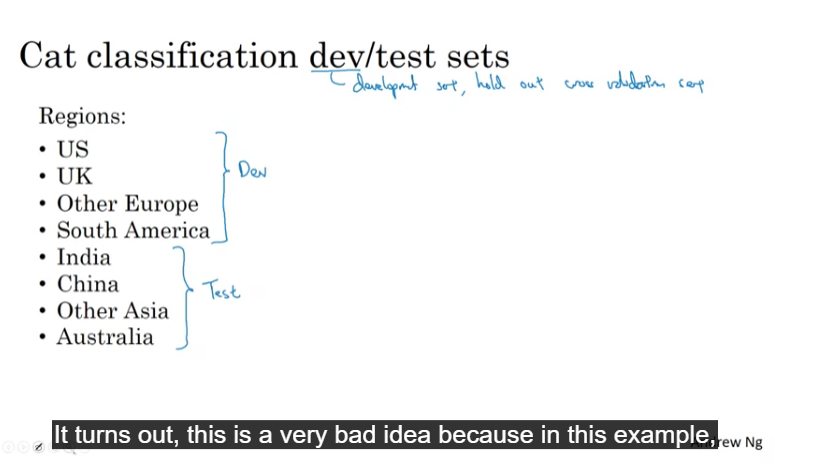 Cat classification dev/test sets
development set, hold out cross validation
Regions:
• US
• UK
• Other Europe
• South America
Dev
• India
• China
• Other Asia
• Australia
Test
It turns out, this is a very bad idea because in this example,
rew Ng